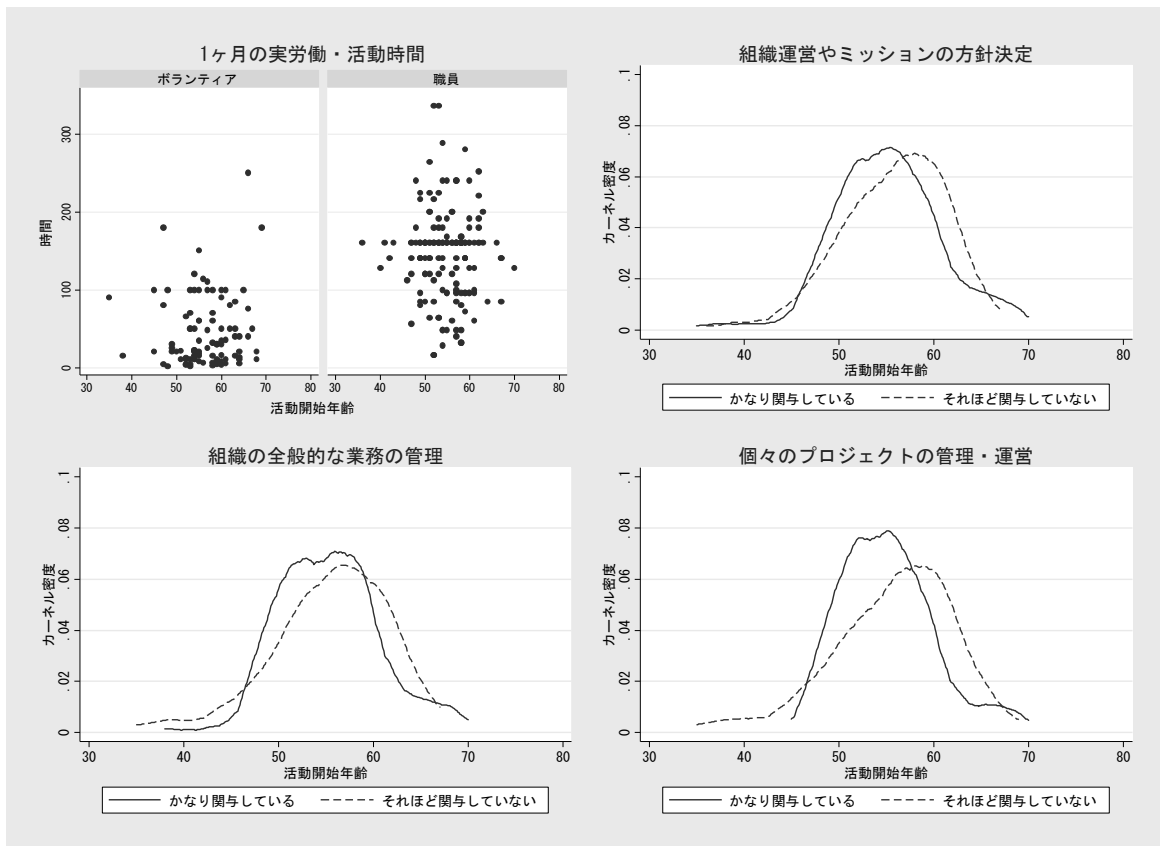 1ヶ月の実労働・活動時間
ボランティア 職員
時間
300
200
100
0
30 40 50 60 70 80 30 40 50 60 70 80
活動開始年齢
組織運営やミッションの方針決定
カーネル密度
.1
.08
.06
.04
.02
0
30 40 50 60 70 80
活動開始年齢
かなり関与している それほど関与していない
組織の全般的な業務の管理
カーネル密度
.1
.08
.06
.04
.02
0
30 40 50 60 70 80
活動開始年齢
かなり関与している それほど関与していない
個々のプロジェクトの管理・運営
カーネル密度
.1
.08
.06
.04
.02
0
30 40 50 60 70 80
活動開始年齢
かなり関与している それほど関与していない